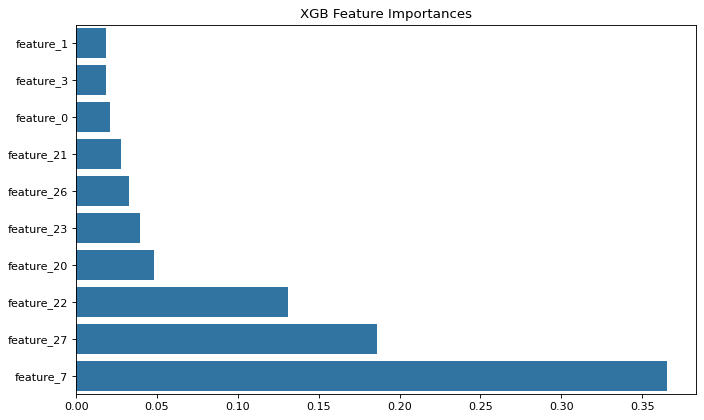 XGB Feature Importances
feature_1
feature_3
feature_0
feature_21
feature_26
feature_23
feature_20
feature_22
feature_27
feature_7
0.00 0.05 0.10 0.15 0.20 0.25 0.30 0.35